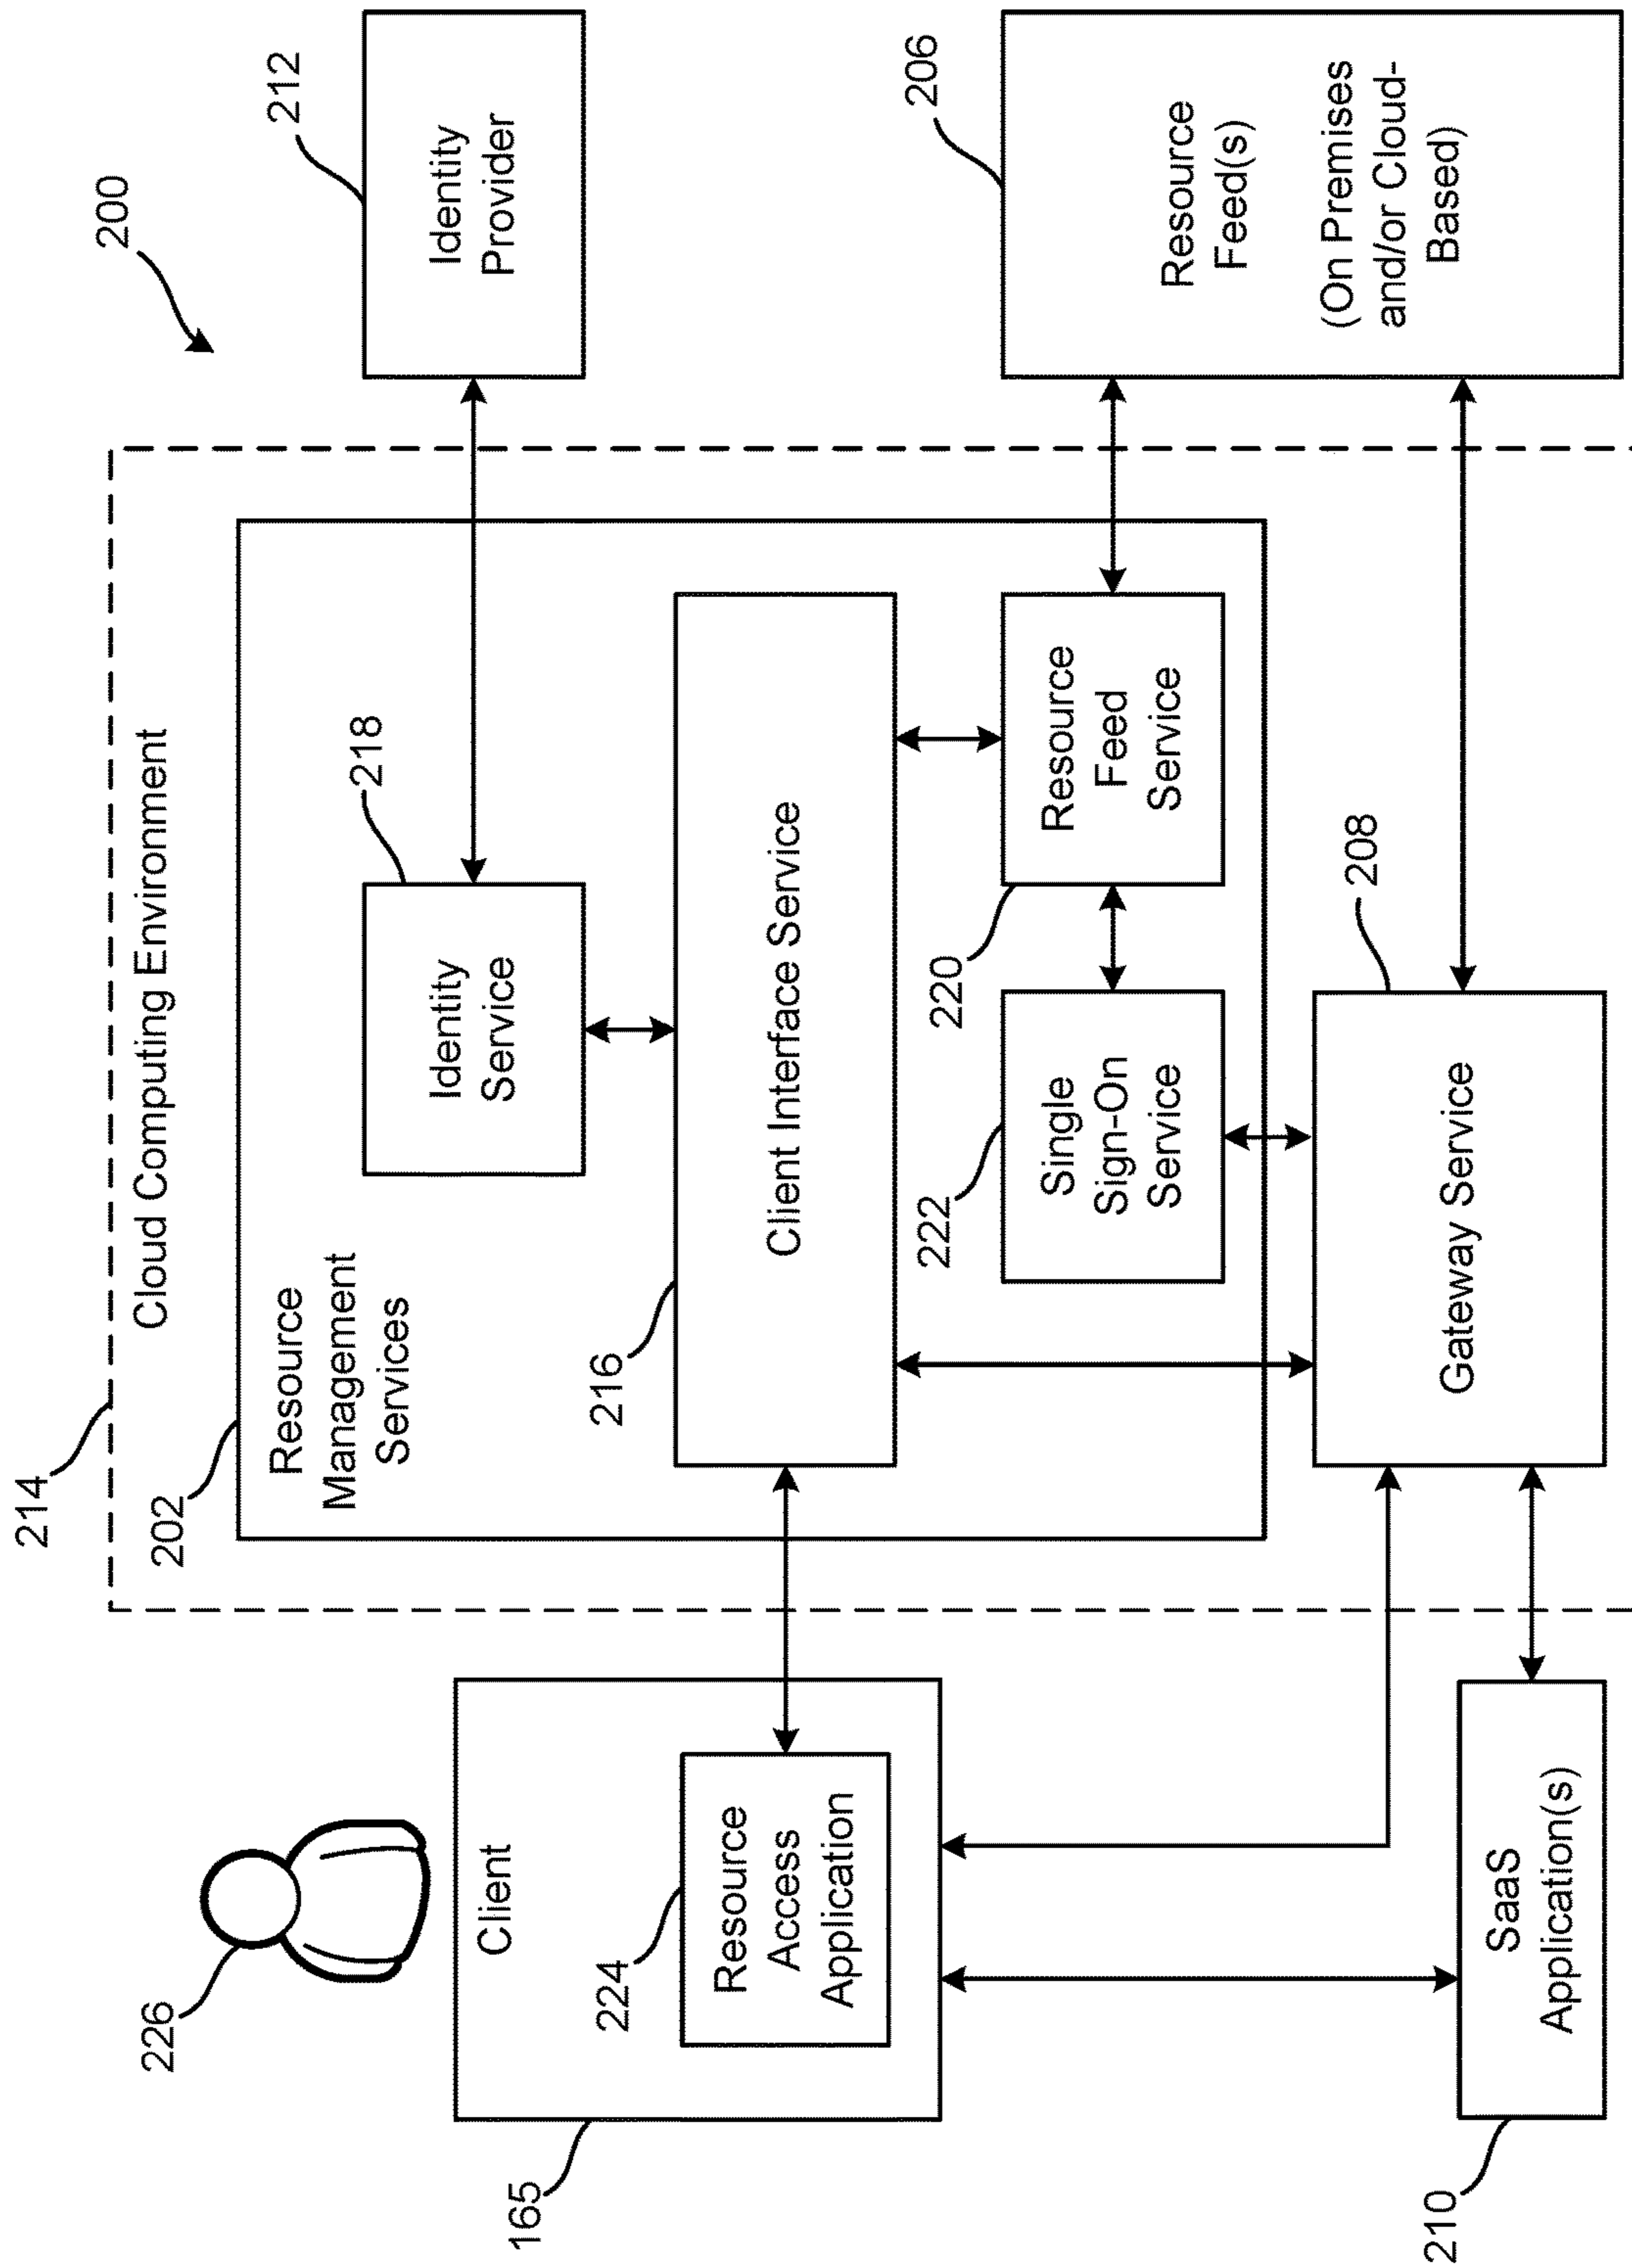 200
214
Cloud Computing Environment
202
Resource
Management
Services
226
Client
165
224
Resource
Access
Application
216
Client Interface Service
218
Identity
Service
212
Identity
Provider
222
Single
Sign-On
Service
220
Resource
Feed
Service
206
Resource
Feed(s)
(On Premises
and/or Cloud-
Based)
208
Gateway Service
210
SaaS
Application(s)